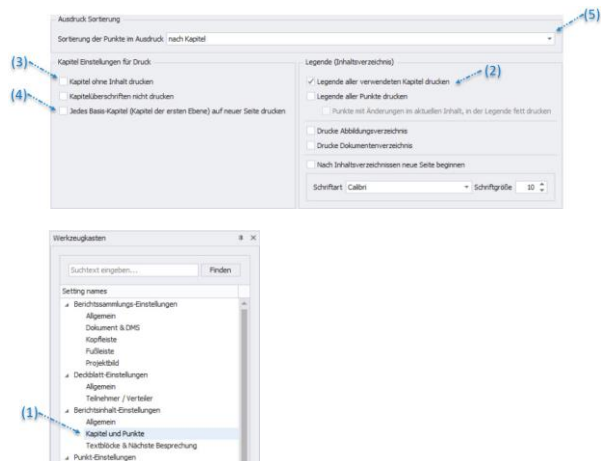 Ausdruck Sortierung
(5)
Sortierung der Punkte im Ausdruck nach Kapitel
Kapitel Einstellungen für Druck
(3)
Kapitel ohne Inhalt drucken
Kapitelüberschriften nicht drucken
(4)
Jedes Basis-Kapitel (Kapitel der ersten Ebene) auf neuer Seite drucken
Legende (Inhaltsverzeichnis)
Legende aller verwendeten Kapitel drucken
(2)
Legende aller Punkte drucken
Punkte mit Änderungen im aktuellen Inhalt, in der Legende fett drucken
Drucke Abbildungsverzeichnis
Drucke Dokumentenverzeichnis
Nach Inhaltsverzeichnissen neue Seite beginnen
Schriftart Calibri Schriftgröße 10
Werkzeugkasten
Suchtext eingeben... Finden
Setting names
Berichtssammlungs-Einstellungen
Allgemein
Dokument & DMS
Kopfleiste
Fußleiste
Projektbild
Deckblatt-Einstellungen
Allgemein
Teilnehmer / Verteiler
Berichtsinhalt-Einstellungen
(1)
Allgemein
Kapitel und Punkte
Textblöcke & Nächste Besprechung
Punkt-Einstellungen